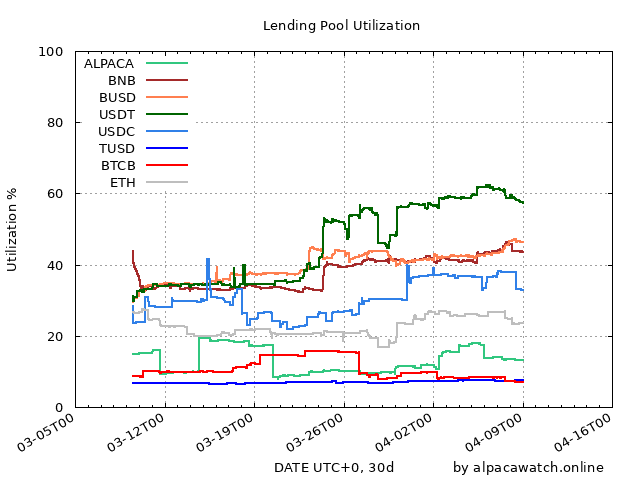 Lending Pool Utilization
100
80
60
40
20
0
Utilization %
ALPACA
BNB
BUSD
USDT
USDC
TUSD
BTCB
ETH
03-05T00
03-12T00
03-19T00
03-26T00
04-02T00
04-09T00
04-16T00
DATE UTC+0, 30d
by alpacawatch.online